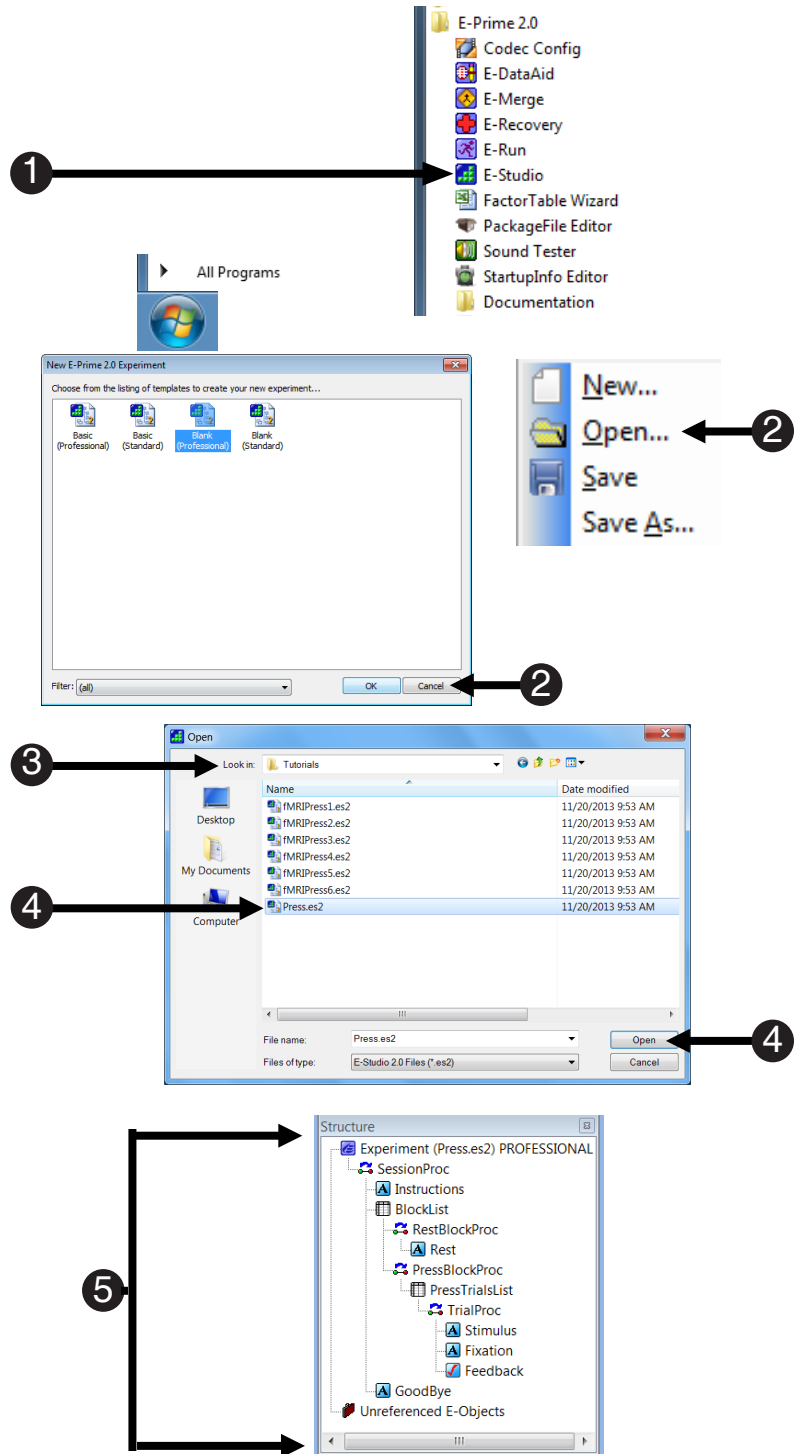 E-Prime 2.0
Codec Config
E-DataAid
E-Merge
E-Recovery
E-Run
1
E-Studio
FactorTable Wizard
PackageFile Editor
Sound Tester
StartupInfo Editor
Documentation
All Programs
New E-Prime 2.0 Experiment
Choose from the listing of templates to create your new experiment...
Basic (Professional)
Basic (Standard)
Blank (Professional)
Blank (Standard)
Filter: (all)
OK
Cancel
2
New...
Open...
2
Save
Save As...
Open
3
Look in:
Tutorials
Name
Date modified
Desktop
My Documents
Computer
fMRIPress1.es2 11/20/2013 9:53 AM
fMRIPress2.es2 11/20/2013 9:53 AM
fMRIPress3.es2 11/20/2013 9:53 AM
fMRIPress4.es2 11/20/2013 9:53 AM
fMRIPress5.es2 11/20/2013 9:53 AM
fMRIPress6.es2 11/20/2013 9:53 AM
4
Press.es2 11/20/2013 9:53 AM
File name: Press.es2
Open
4
Files of type: E-Studio 2.0 Files (*.es2)
Cancel
5
Structure
Experiment (Press.es2) PROFESSIONAL
SessionProc
Instructions
BlockList
RestBlockProc
Rest
PressBlockProc
PressTrialsList
TrialProc
Stimulus
Fixation
Feedback
GoodBye
Unreferenced E-Objects